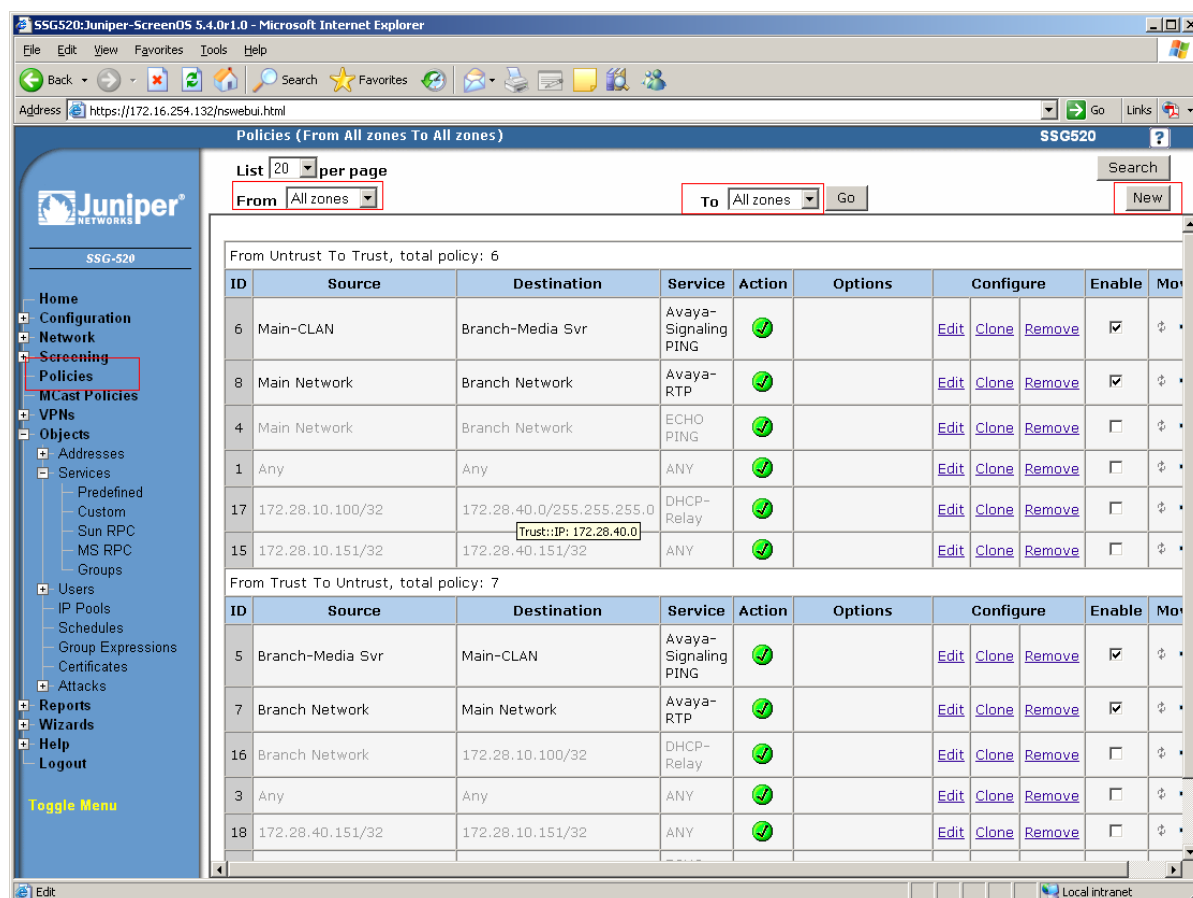 SSG520:Juniper-ScreenOS 5.4.0r1.0 - Microsoft Internet Explorer
File Edit View Favorites Tools Help
Back Search Favorites
Address https://172.16.254.132/nswebui.html Go Links
Policies (From All zones To All zones) SSG520 ?
List 20 per page Search
From All zones To All zones Go New
Juniper®
NETWORKS
SSG-520
Home
Configuration
Network
Screening
Policies
MCast Policies
VPNs
Objects
Addresses
Services
Predefined
Custom
Sun RPC
MS RPC
Groups
Users
IP Pools
Schedules
Group Expressions
Certificates
Attacks
Reports
Wizards
Help
Logout
Toggle Menu
From Untrust To Trust, total policy: 6
ID Source Destination Service Action Options Configure Enable Mov
6 Main-CLAN Branch-Media Svr Avaya-Signaling PING Edit Clone Remove
8 Main Network Branch Network Avaya-RTP Edit Clone Remove
4 Main Network Branch Network ECHO PING Edit Clone Remove
1 Any Any ANY Edit Clone Remove
17 172.28.10.100/32 172.28.40.0/255.255.255.0 DHCP-Relay Edit Clone Remove
Trust::IP: 172.28.40.0
15 172.28.10.151/32 172.28.40.151/32 ANY Edit Clone Remove
From Trust To Untrust, total policy: 7
ID Source Destination Service Action Options Configure Enable Mov
5 Branch-Media Svr Main-CLAN Avaya-Signaling PING Edit Clone Remove
7 Branch Network Main Network Avaya-RTP Edit Clone Remove
16 Branch Network 172.28.10.100/32 DHCP-Relay Edit Clone Remove
3 Any Any ANY Edit Clone Remove
18 172.28.40.151/32 172.28.10.151/32 ANY Edit Clone Remove
Edit Local intranet